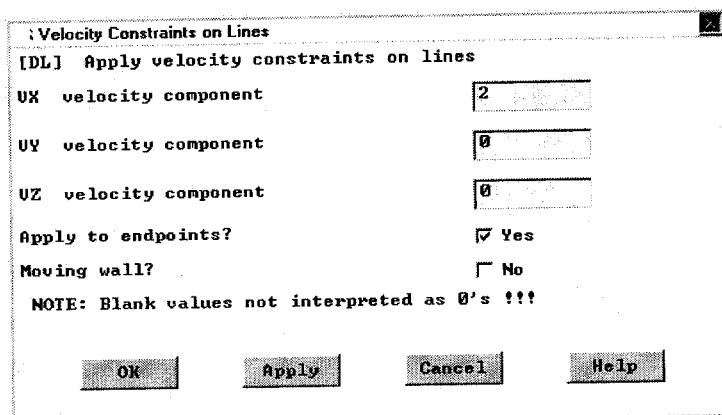 Velocity Constraints on Lines
[DL] Apply velocity constraints on lines
VX velocity component 2
VY velocity component 0
VZ velocity component 0
Apply to endpoints? Yes
Moving wall? No
NOTE: Blank values not interpreted as 0's !!!
OK Apply Cancel Help